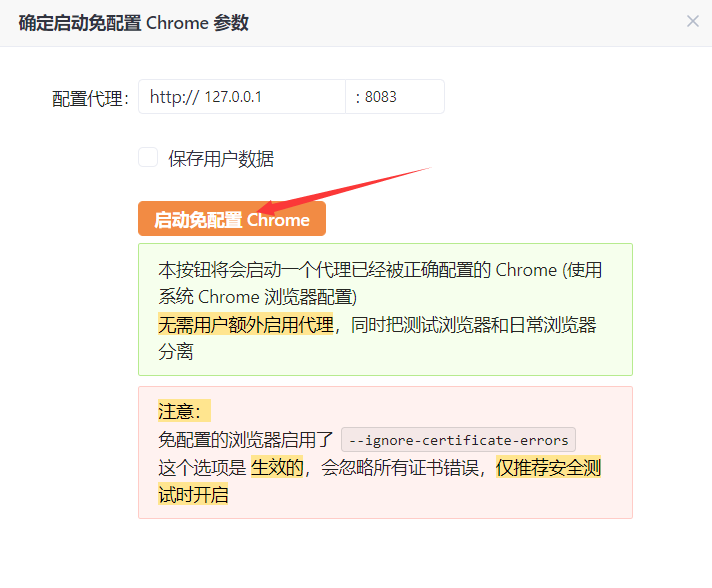 确定启动免配置 Chrome 参数
配置代理： http:// 127.0.0.1 : 8083
保存用户数据
启动免配置 Chrome
本按钮将会启动一个代理已经被正确配置的 Chrome (使用
系统 Chrome 浏览器配置)
无需用户额外启用代理，同时把测试浏览器和日常浏览器
分离
注意：
免配置的浏览器启用了 --ignore-certificate-errors
这个选项是 生效的，会忽略所有证书错误，仅推荐安全测
试时开启